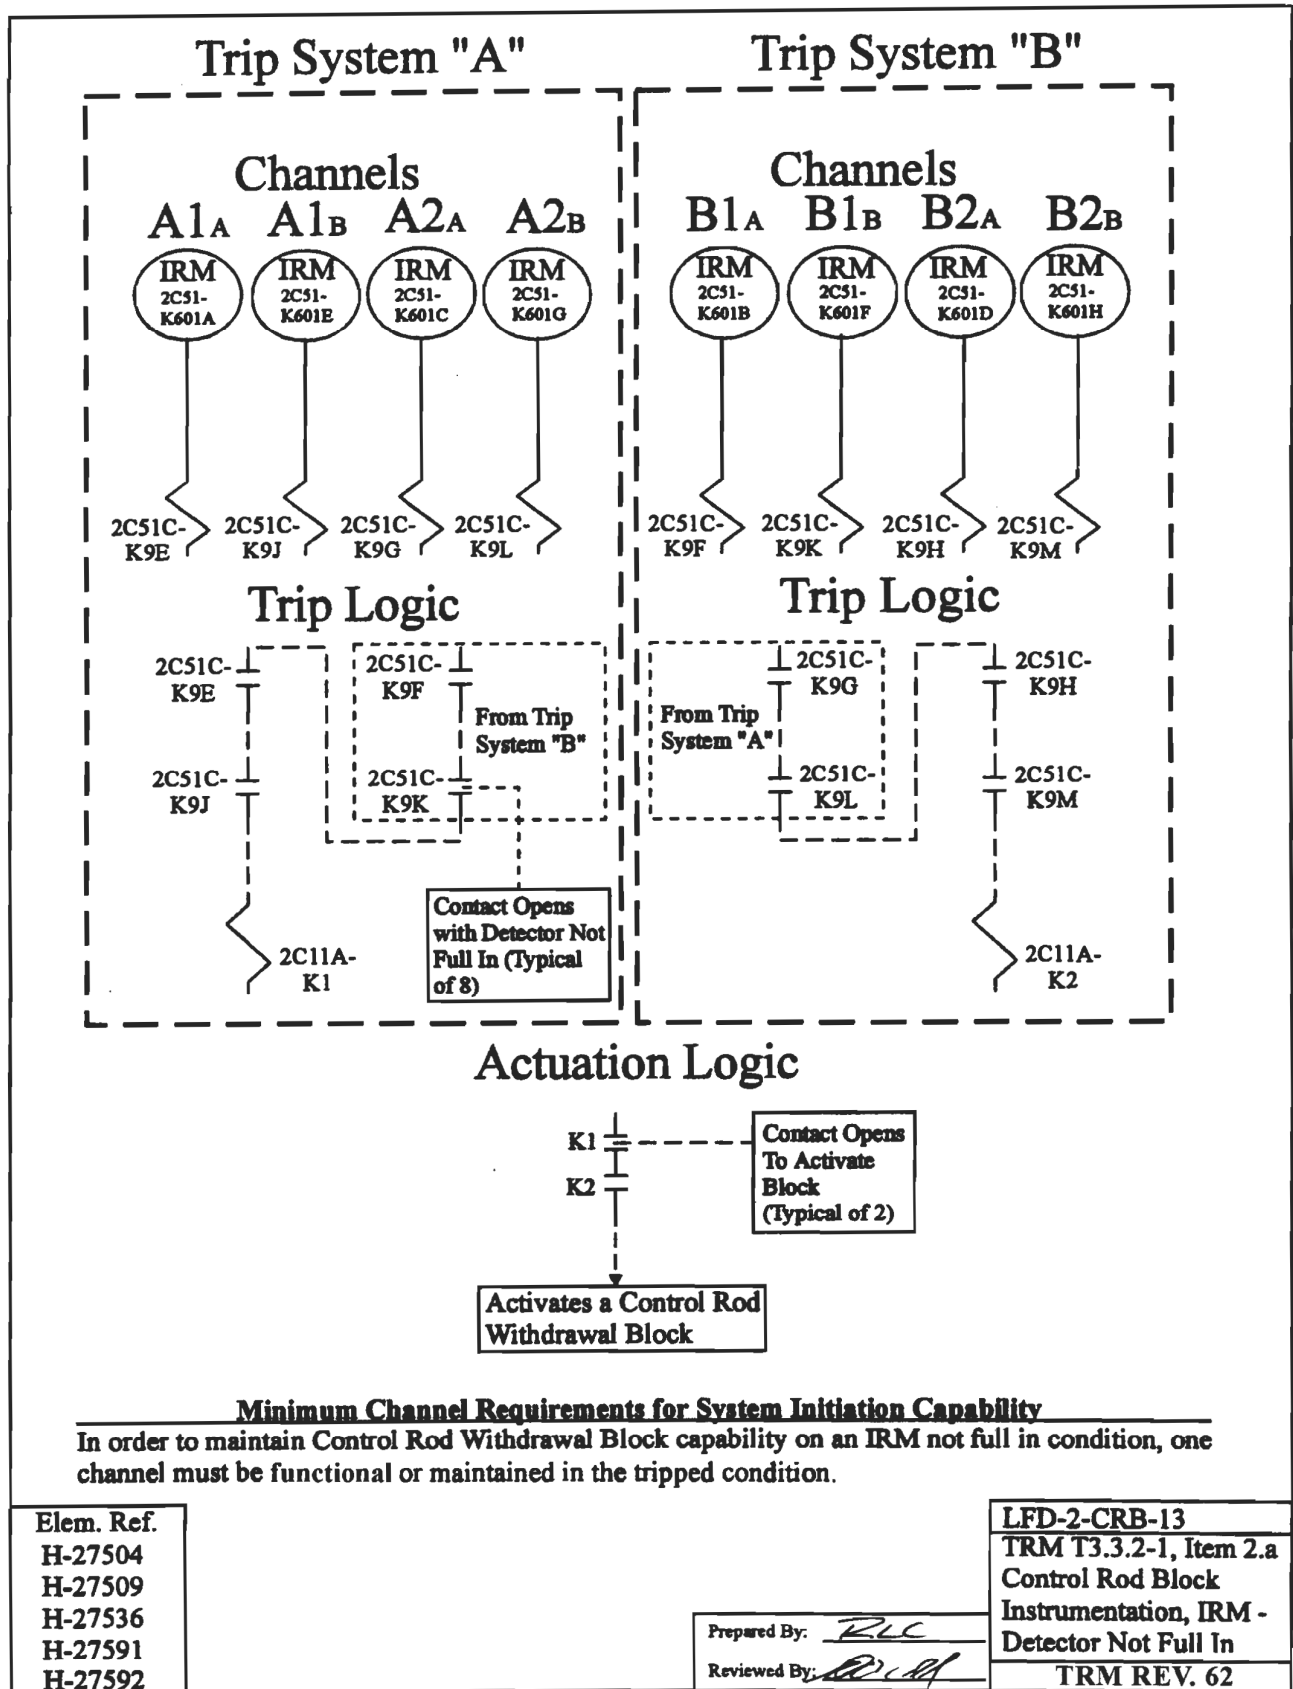 Trip System "A"
Trip System "B"
Channels
A1A A1B A2A A2B
IRM
2C51-
K601A
IRM
2C51-
K601E
IRM
2C51-
K601C
IRM
2C51-
K601G
2C51C-
K9E
2C51C-
K9J
2C51C-
K9G
2C51C-
K9L
Channels
B1A B1B B2A B2B
IRM
2C51-
K601B
IRM
2C51-
K601F
IRM
2C51-
K601D
IRM
2C51-
K601H
2C51C-
K9F
2C51C-
K9K
2C51C-
K9H
2C51C-
K9M
Trip Logic
2C51C-
K9E
2C51C-
K9J
2C51C-
K9F
From Trip
System "B"
2C51C-
K9K
Contact Opens
with Detector Not
Full In (Typical
of 8)
2C11A-
K1
Trip Logic
2C51C-
K9G
From Trip
System "A"
2C51C-
K9L
2C51C-
K9H
2C51C-
K9M
2C11A-
K2
Actuation Logic
K1
K2
Contact Opens
To Activate
Block
(Typical of 2)
Activates a Control Rod
Withdrawal Block
Minimum Channel Requirements for System Initiation Capability
In order to maintain Control Rod Withdrawal Block capability on an IRM not full in condition, one
channel must be functional or maintained in the tripped condition.
Elem. Ref.
H-27504
H-27509
H-27536
H-27591
H-27592
Prepared By: RLC
Reviewed By:
LFD-2-CRB-13
TRM T3.3.2-1, Item 2.a
Control Rod Block
Instrumentation, IRM -
Detector Not Full In
TRM REV. 62